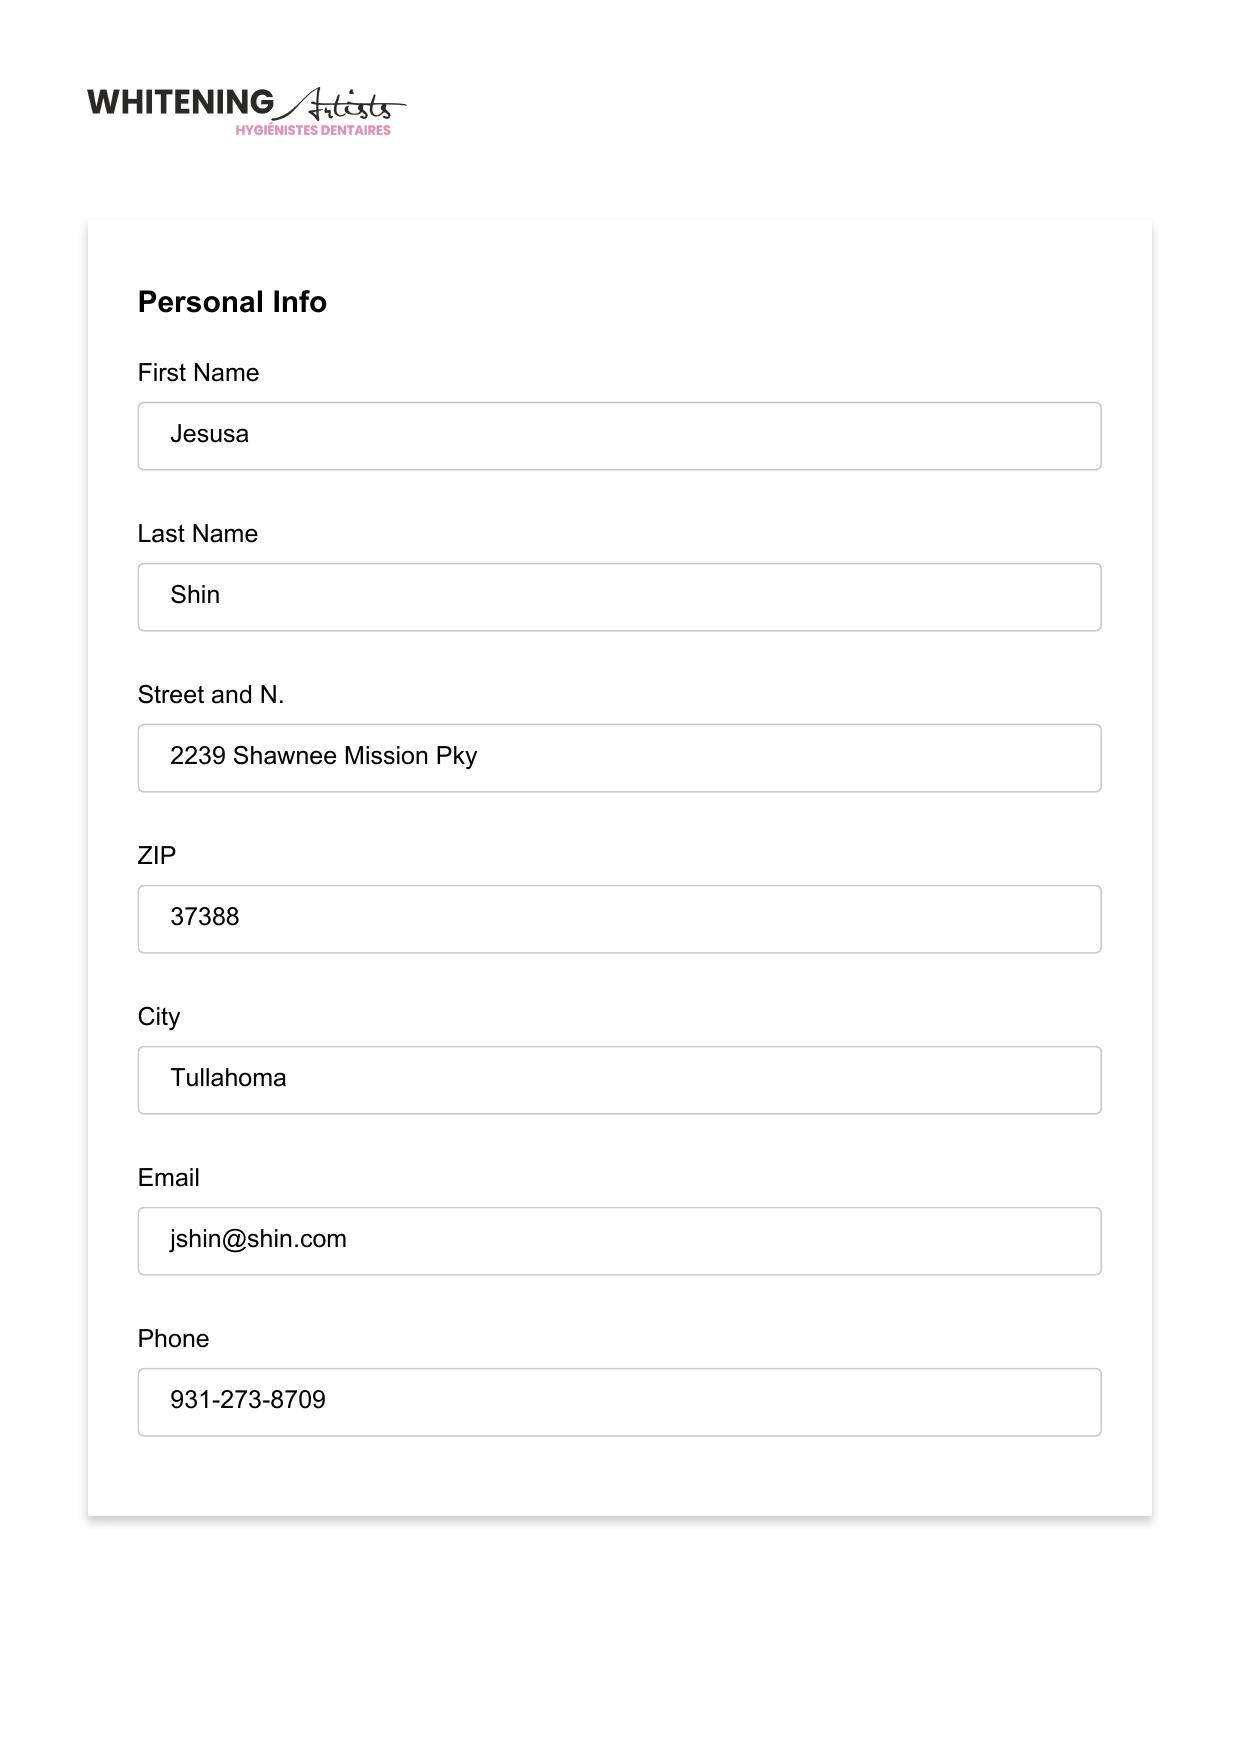 WHITENING Artists
HYGIÉNISTES DENTAIRES
Personal Info
First Name
Jesusa
Last Name
Shin
Street and N.
2239 Shawnee Mission Pky
ZIP
37388
City
Tullahoma
Email
jshin@shin.com
Phone
931-273-8709